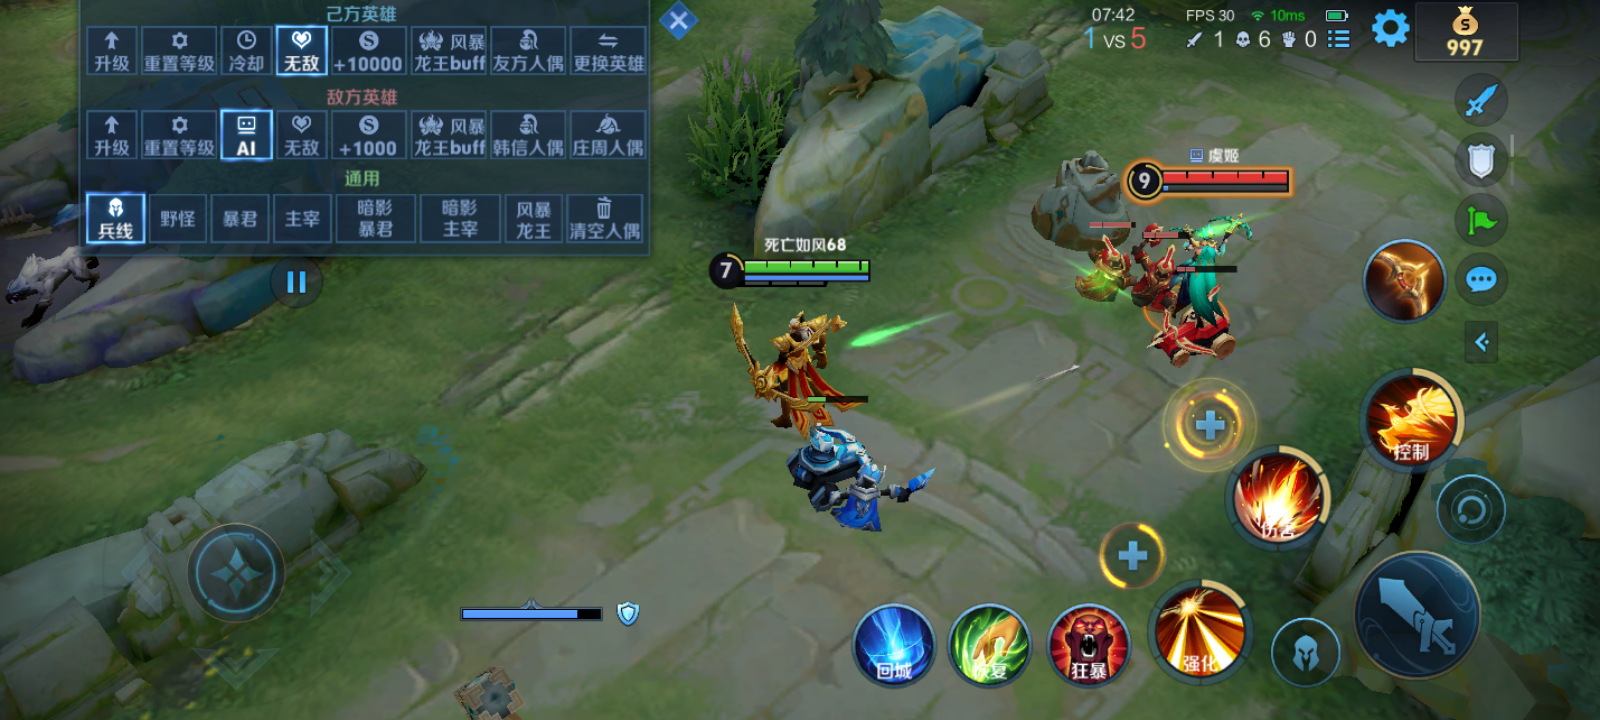 己方英雄
升级 重置等级 冷却 无敌 +10000 风暴龙王buff 友方人偶 更换英雄
敌方英雄
升级 重置等级 AI 无敌 +1000 风暴龙王buff 韩信人偶 庄周人偶
通用
兵线 野怪 暴君 主宰 暗影暴君 暗影主宰 风暴龙王 清空人偶
07:42 FPS 30 10ms
1 VS 5 1 6 0
S
997
虞姬
9
死亡如风68
7
控制
伤害
强化
回城 恢复 狂暴